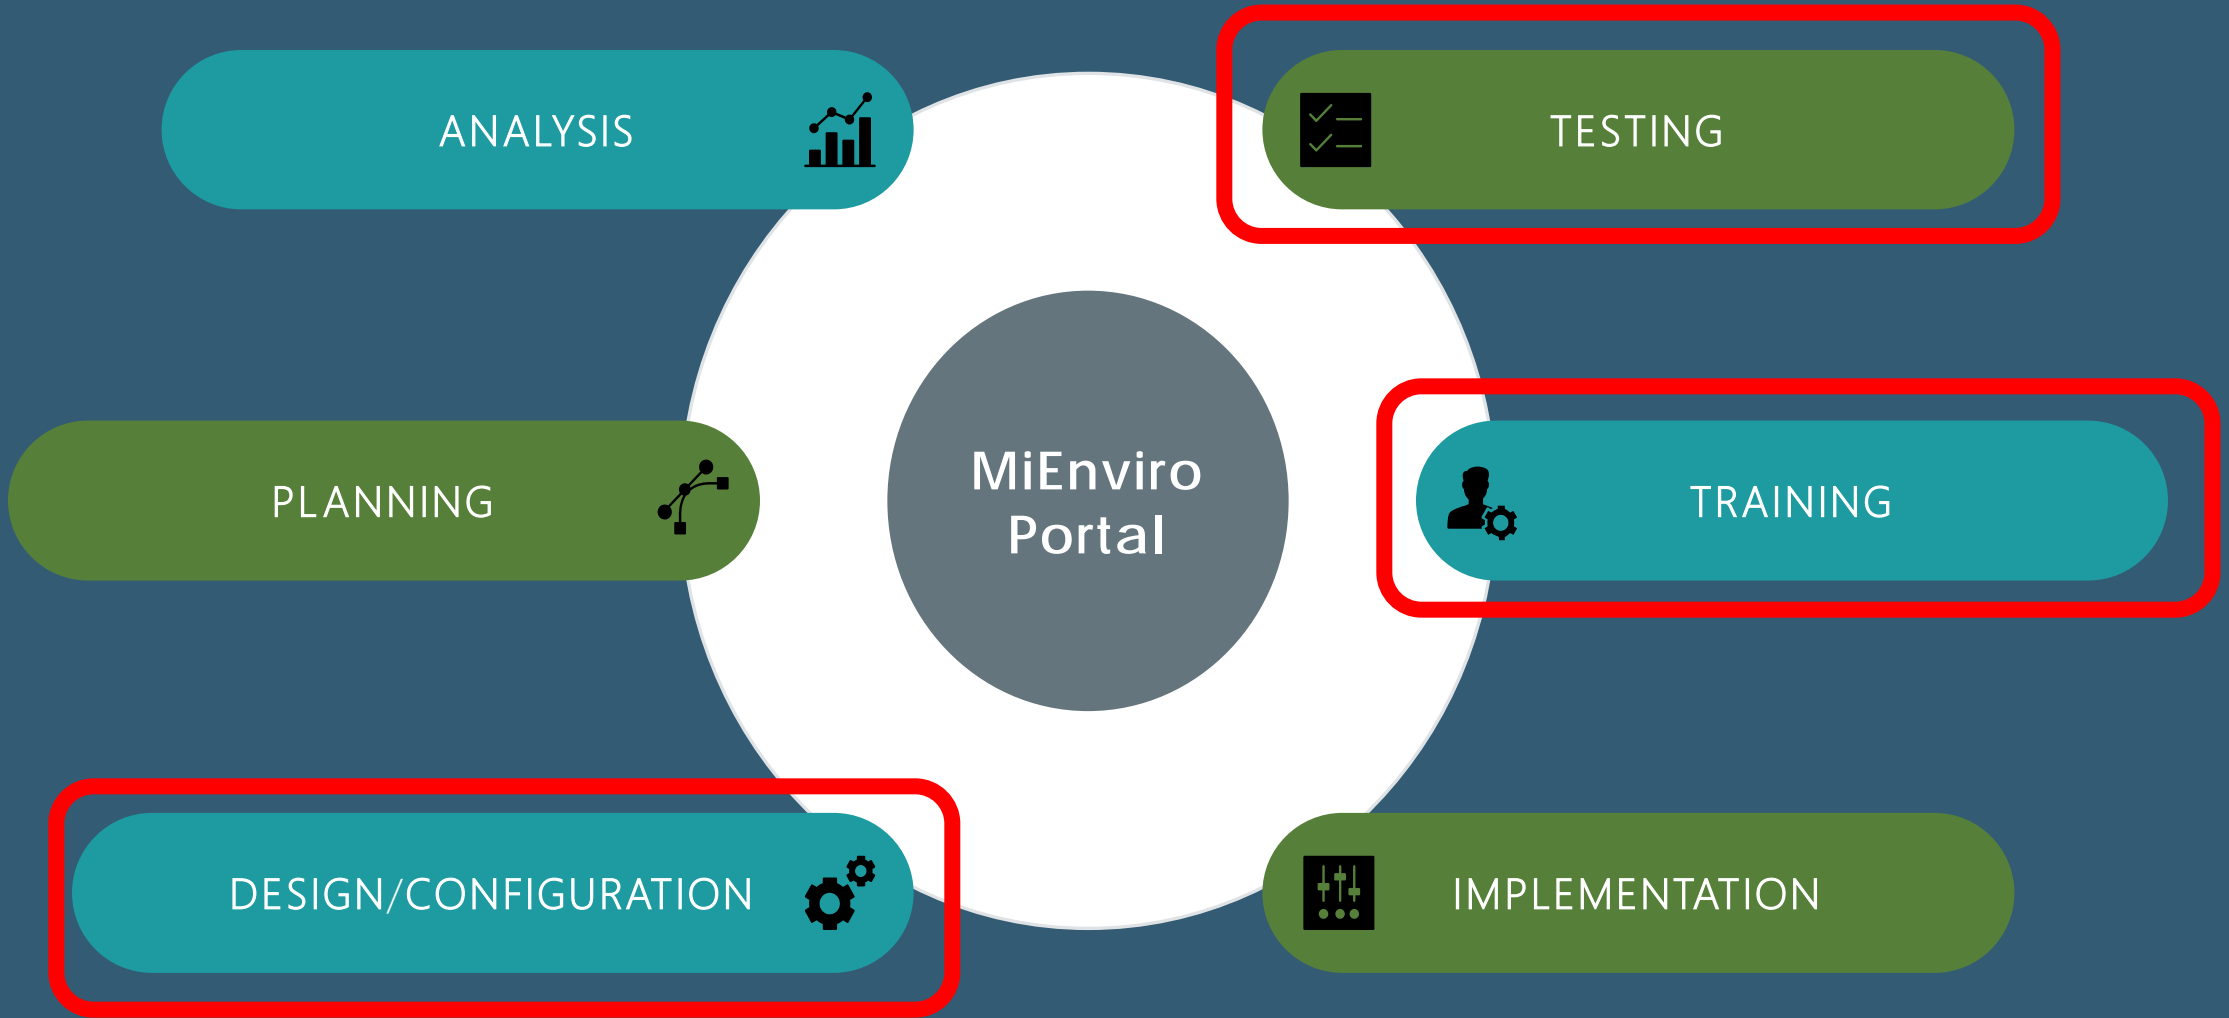 ANALYSIS
PLANNING
DESIGN/CONFIGURATION
MiEnviro
Portal
TESTING
TRAINING
IMPLEMENTATION